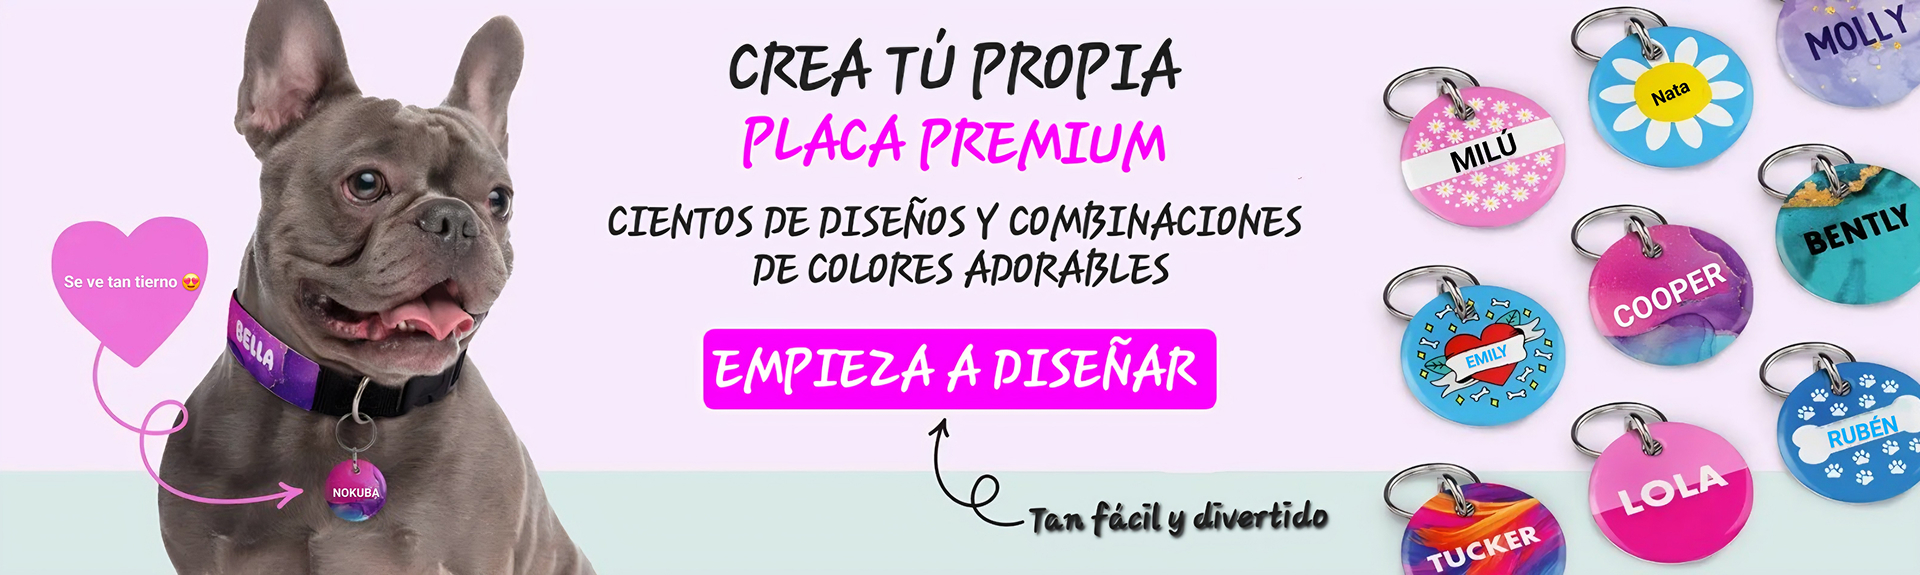 CREA TÚ PROPIA
PLACA PREMIUM
CIENTOS DE DISEÑOS Y COMBINACIONES
DE COLORES ADORABLES
EMPIEZA A DISEÑAR
Tan fácil y divertido
Se ve tan tierno 😍
BELLA
NOKUBA
MOLLY
Nata
MILÚ
BENTLY
COOPER
EMILY
RUBÉN
LOLA
TUCKER